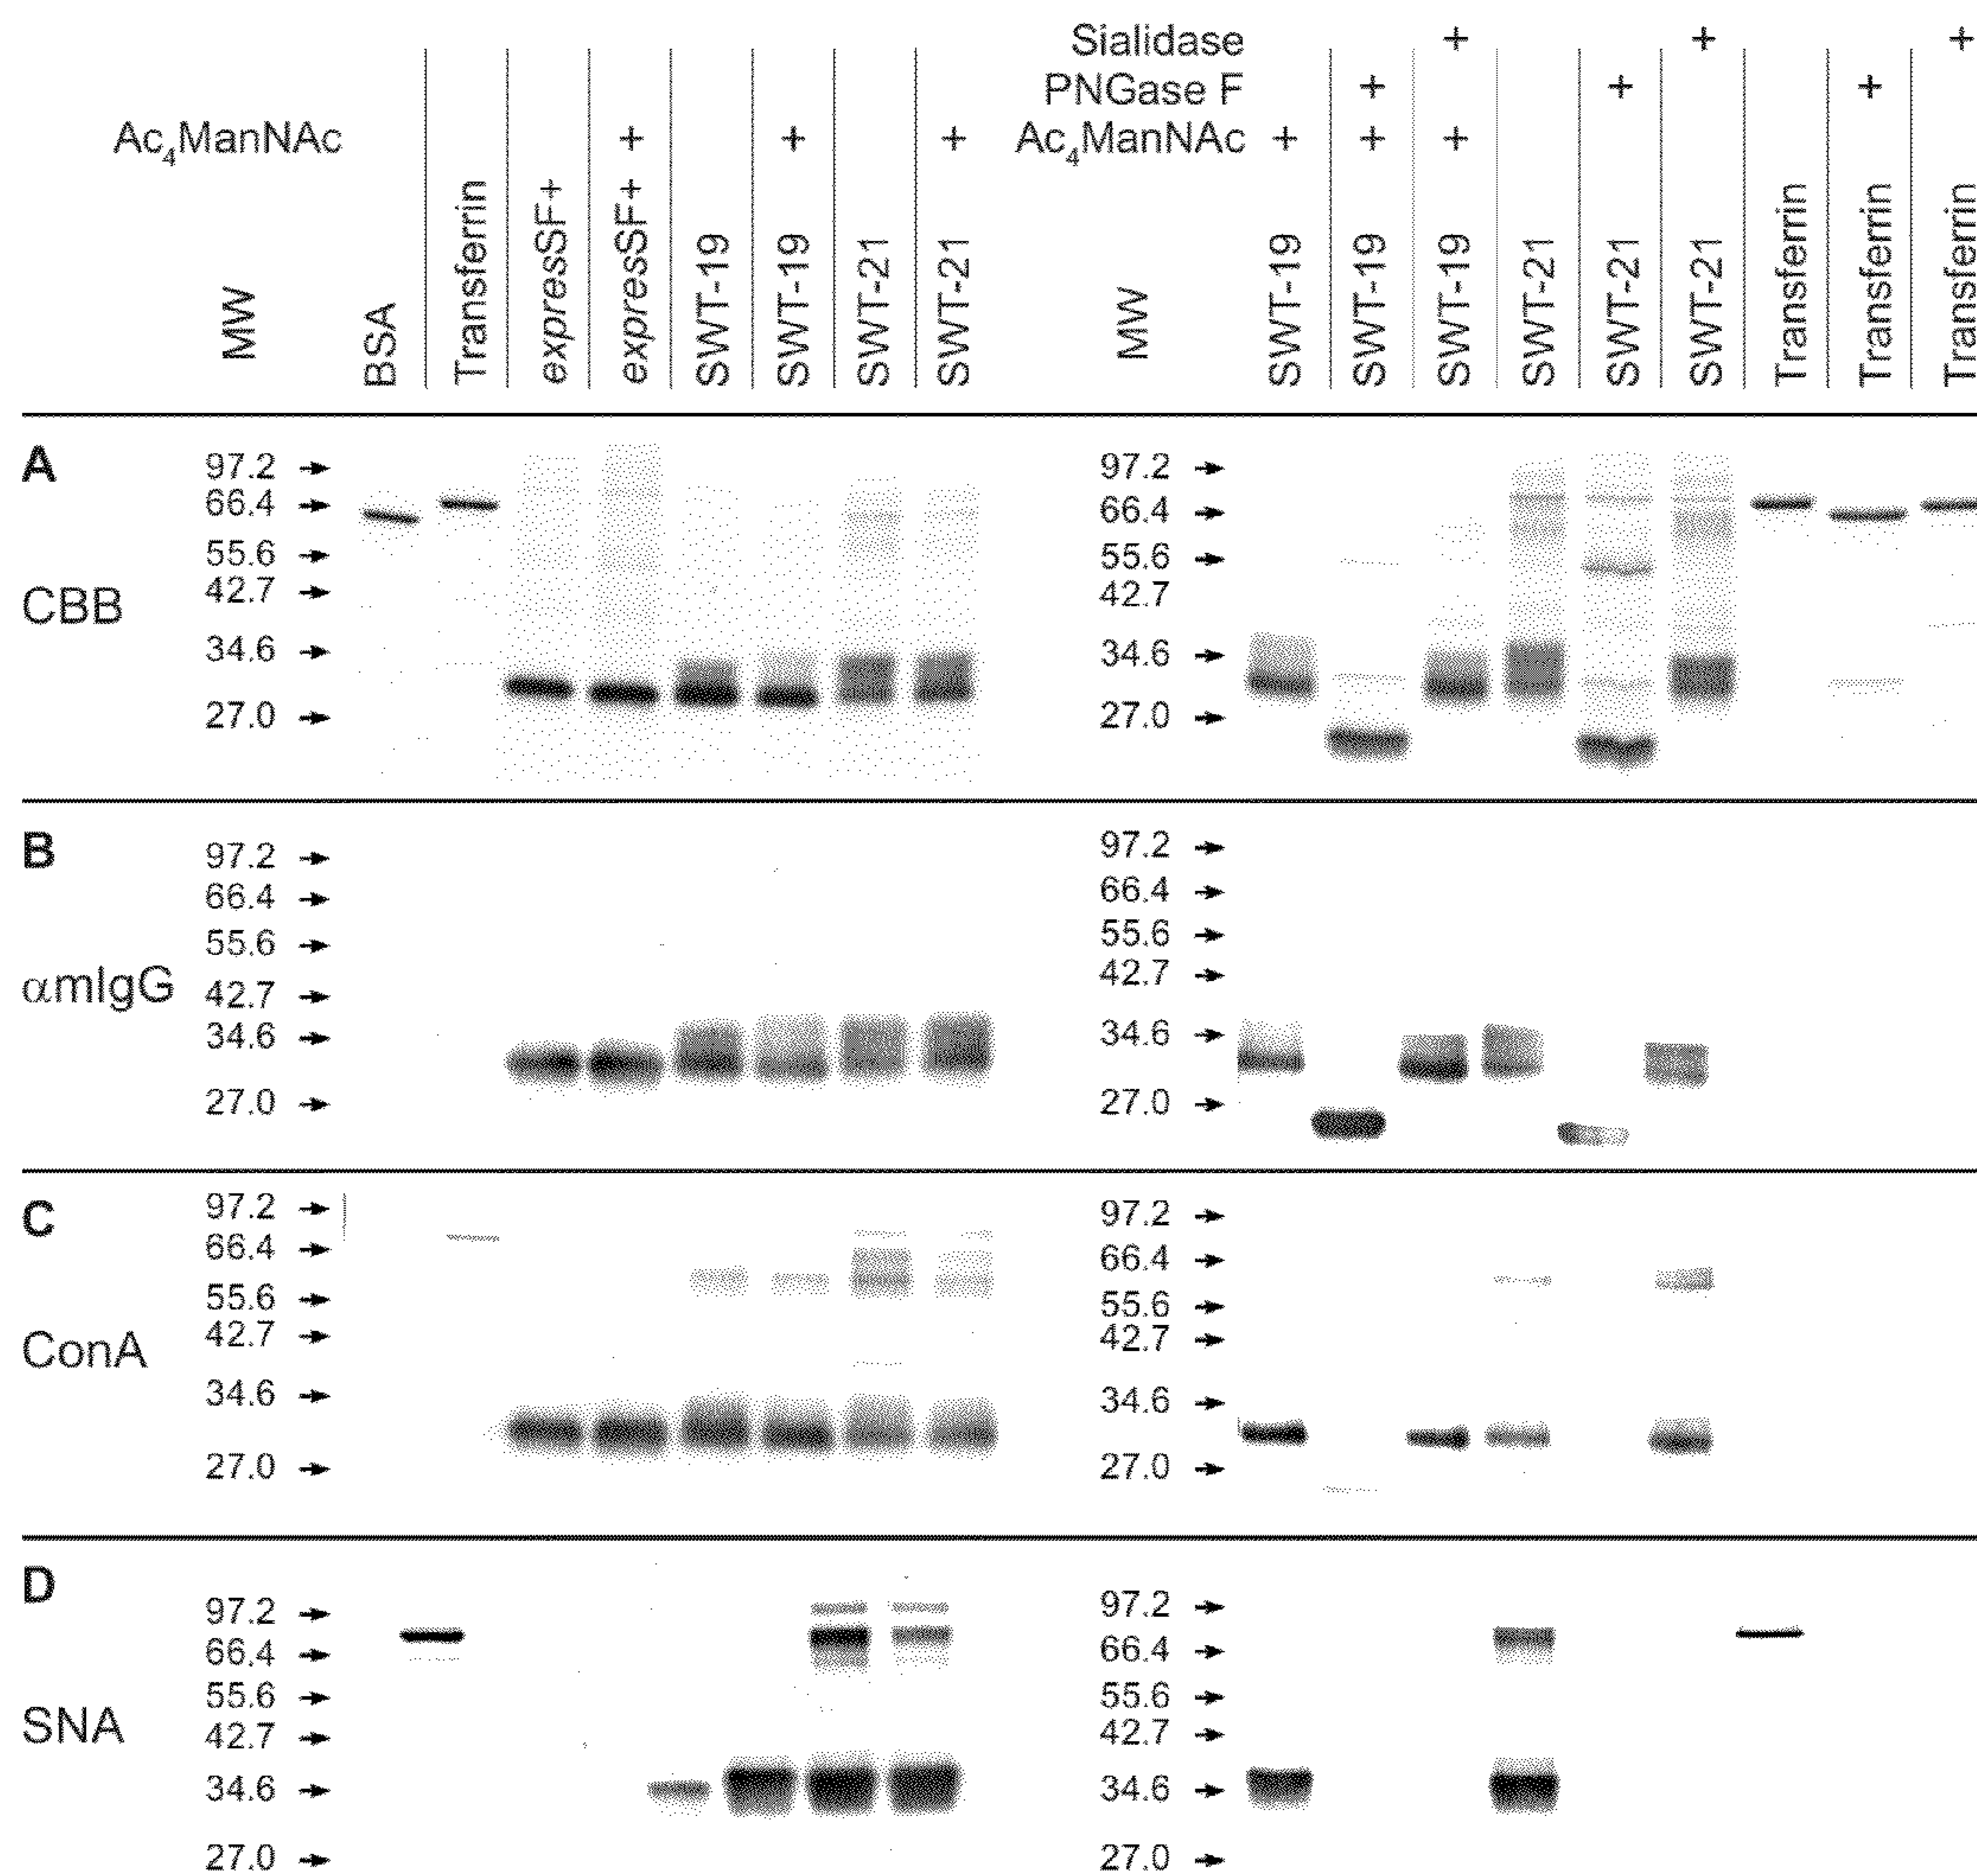 Sialidase + + +
PNGase F + + +
Ac₄ManNAc + + + Ac₄ManNAc + + +
MW BSA Transferrin expresSF+ expresSF+ SWT-19 SWT-19 SWT-21 SWT-21 MW SWT-19 SWT-19 SWT-19 SWT-21 SWT-21 SWT-21 Transferrin Transferrin Transferrin
A
97.2 97.2
66.4 66.4
55.6 55.6
CBB
42.7 42.7
34.6 34.6
27.0 27.0
B
97.2 97.2
66.4 66.4
55.6 55.6
αmIgG
42.7 42.7
34.6 34.6
27.0 27.0
C
97.2 97.2
66.4 66.4
55.6 55.6
ConA
42.7 42.7
34.6 34.6
27.0 27.0
D
97.2 97.2
66.4 66.4
55.6 55.6
SNA
42.7 42.7
34.6 34.6
27.0 27.0